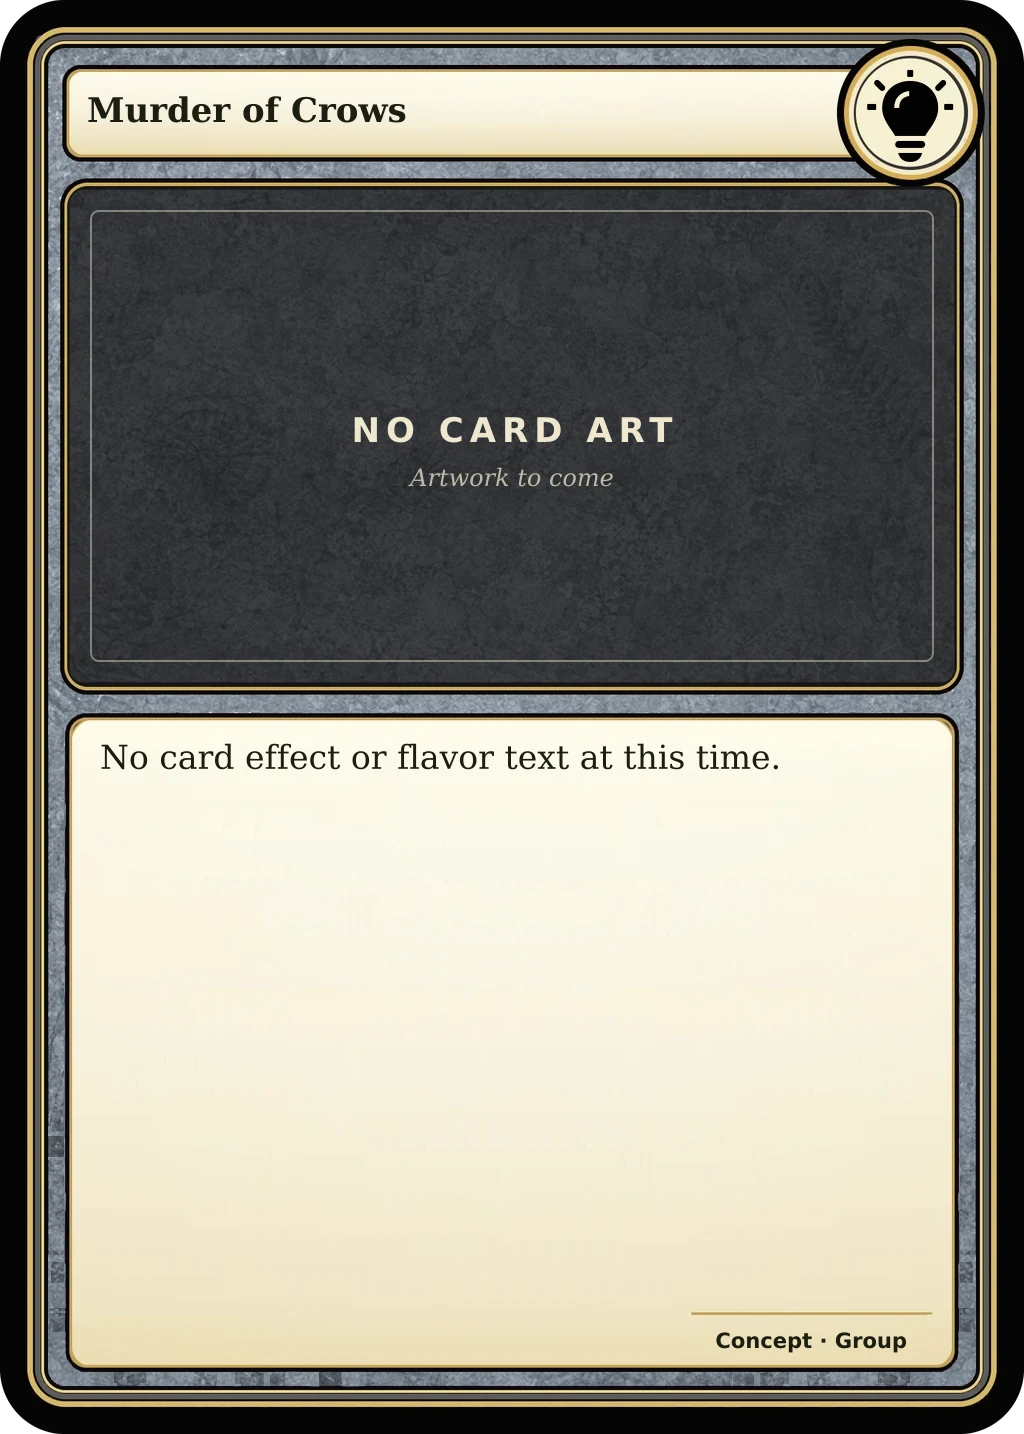 Murder of Crows
NO CARD ART
Artwork to come
No card effect or flavor text at this time.
Concept · Group